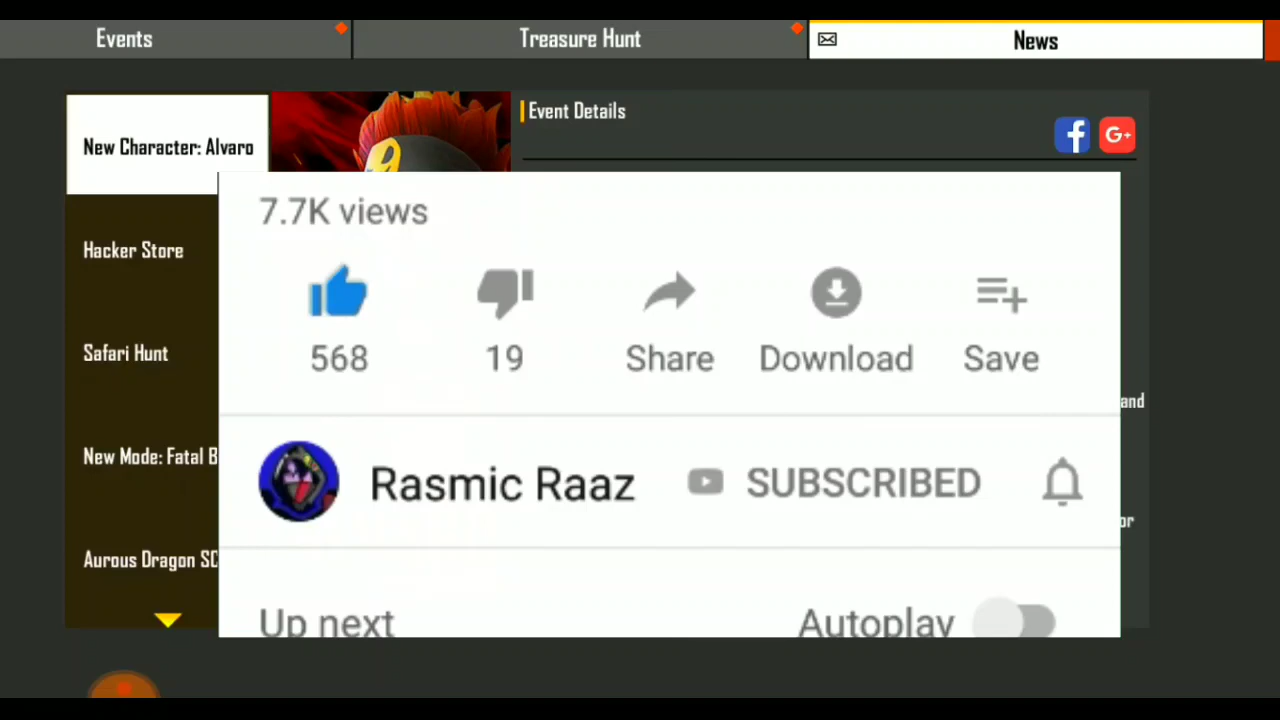 Events
Treasure Hunt
News
New Character: Alvaro
Event Details
G+
Hacker Store
Safari Hunt
New Mode: Fatal B
Aurous Dragon SC
and
or
7.7K views
568
19
Share
Download
Save
Rasmic Raaz
SUBSCRIBED
Up next
Autoplay